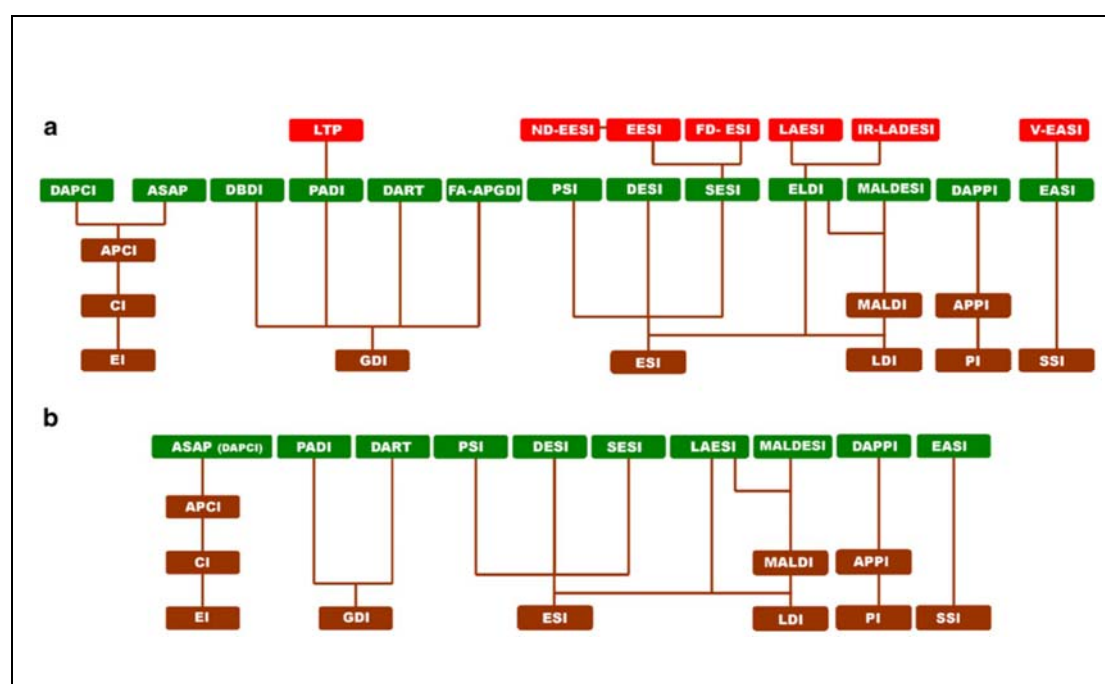 a
LTP ND-EESI EESI FD- ESI LAESI IR-LADESI V-EASI
DAPCI ASAP DBDI PADI DART FA-APGDI PSI DESI SESI ELDI MALDESI DAPPI EASI
APCI
CI MALDI APPI
EI GDI ESI LDI PI SSI
b
ASAP (DAPCI) PADI DART PSI DESI SESI LAESI MALDESI DAPPI EASI
APCI
CI MALDI APPI
EI GDI ESI LDI PI SSI